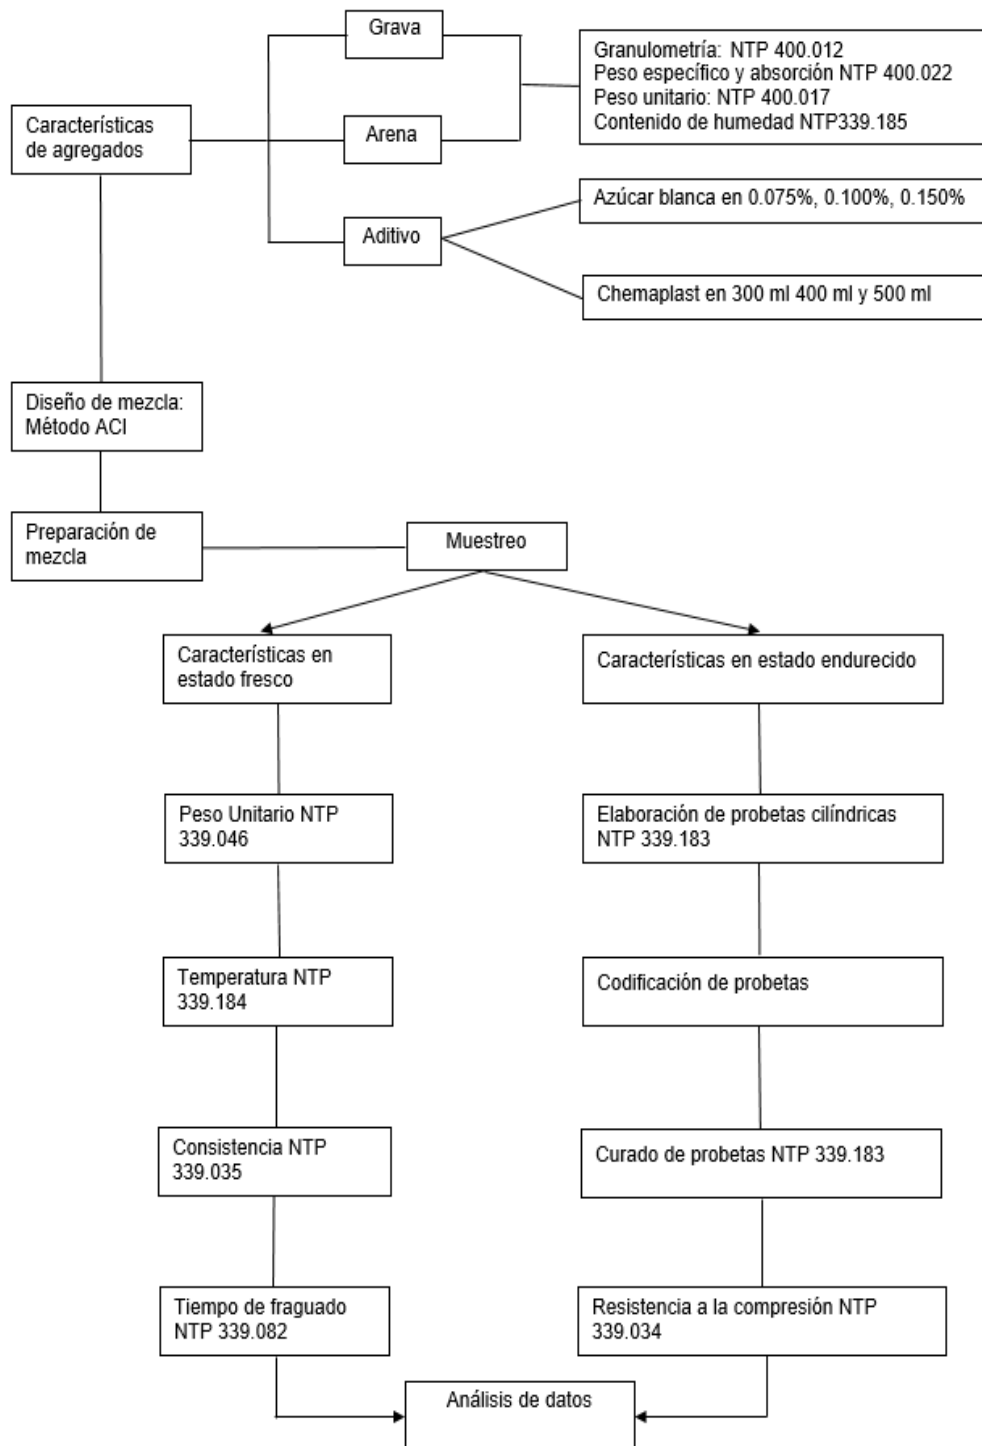 Grava
Granulometría: NTP 400.012
Peso específico y absorción NTP 400.022
Peso unitario: NTP 400.017
Contenido de humedad NTP339.185
Características
de agregados
Arena
Azúcar blanca en 0.075%, 0.100%, 0.150%
Aditivo
Chemaplast en 300 ml 400 ml y 500 ml
Diseño de mezcla:
Método ACI
Preparación de
mezcla
Muestreo
Características en
estado fresco
Características en estado endurecido
Peso Unitario NTP
339.046
Elaboración de probetas cilíndricas
NTP 339.183
Temperatura NTP
339.184
Codificación de probetas
Consistencia NTP
339.035
Curado de probetas NTP 339.183
Tiempo de fraguado
NTP 339.082
Resistencia a la compresión NTP
339.034
Análisis de datos